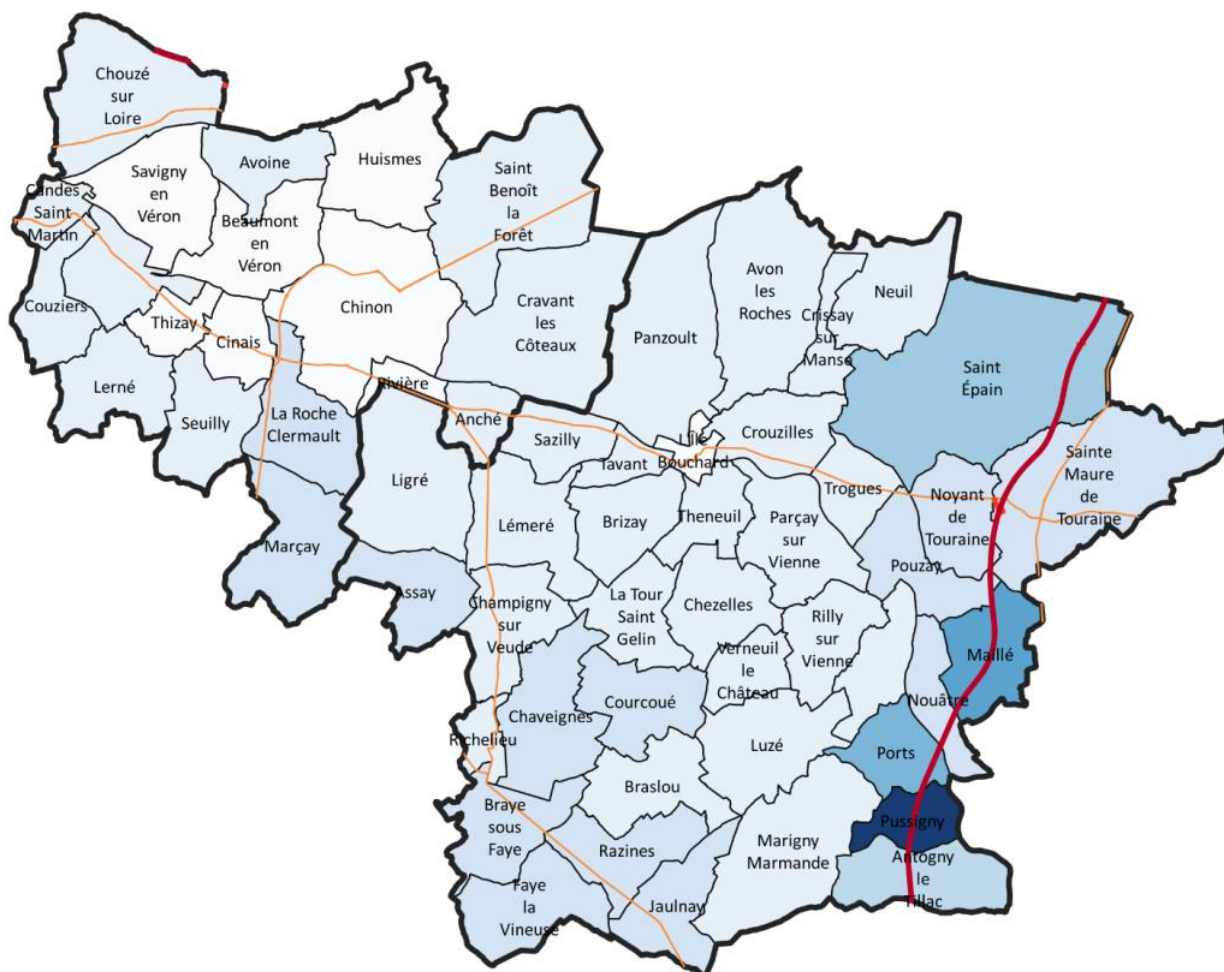 Chouzé
sur
Loire
Savigny
en
Véron
Avoine
Huismes
Saint
Benoît
la
Forêt
Candes
Saint
Martin
Beaumont
en
Véron
Couziers
Thizay
Cinais
Chinon
Cravant
les
Côteaux
Panzoult
Avon
les
Roches
Crissay
sur
Manse
Neuil
Saint
Épain
Lerné
Seuilly
La Roche
Clermault
Rivière
Anché
Ligré
Sazilly
Tavant
L'Île
Bouchard
Crouzilles
Trogues
Noyant
de
Touraine
Sainte
Maure
de
Touraine
Marçay
Assay
Lémeré
Brizay
Theneuil
Parçay
sur
Vienne
Pouzay
Champigny
sur
Veude
La Tour
Saint
Gelin
Chezelles
Rilly
sur
Vienne
Verneuil
le
Château
Maillé
Nouâtre
Chaveignes
Courcoué
Richelieu
Luzé
Ports
Braslou
Braye
sous
Faye
Razines
Marigny
Marmande
Pussigny
Antogny
le
Tillac
Faye
la
Vineuse
Jaulnay